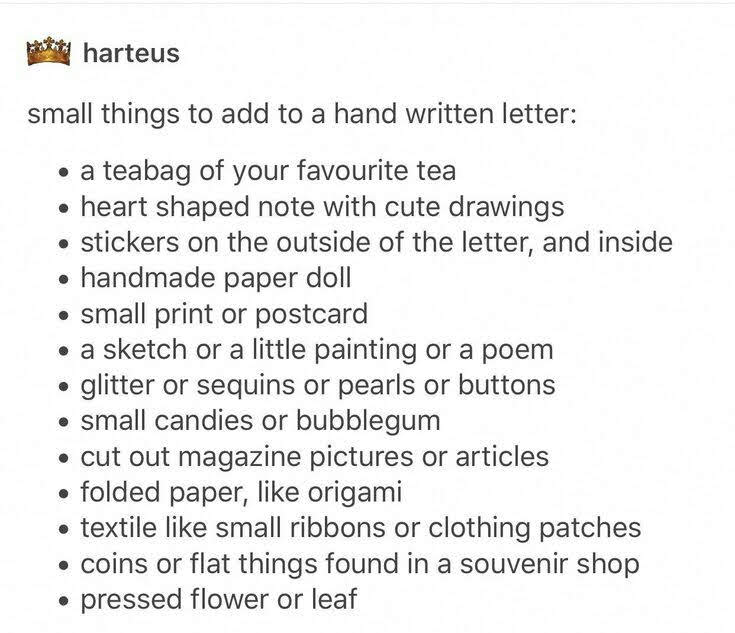 harteus
small things to add to a hand written letter:
• a teabag of your favourite tea
• heart shaped note with cute drawings
• stickers on the outside of the letter, and inside
• handmade paper doll
• small print or postcard
• a sketch or a little painting or a poem
• glitter or sequins or pearls or buttons
• small candies or bubblegum
• cut out magazine pictures or articles
• folded paper, like origami
• textile like small ribbons or clothing patches
• coins or flat things found in a souvenir shop
• pressed flower or leaf